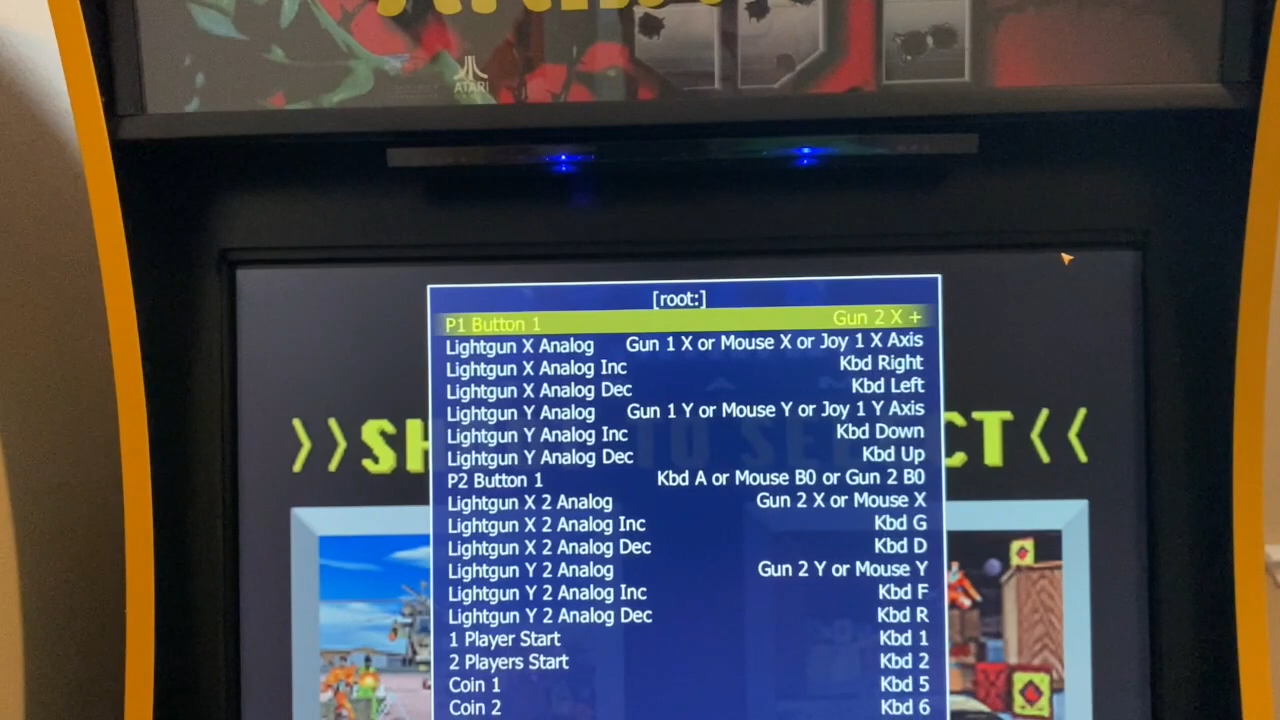 ATARI
[root:]
P1 Button 1 Gun 2 X +
Lightgun X Analog Gun 1 X or Mouse X or Joy 1 X Axis
Lightgun X Analog Inc Kbd Right
Lightgun X Analog Dec Kbd Left
Lightgun Y Analog Gun 1 Y or Mouse Y or Joy 1 Y Axis
Lightgun Y Analog Inc Kbd Down
Lightgun Y Analog Dec Kbd Up
P2 Button 1 Kbd A or Mouse B0 or Gun 2 B0
Lightgun X 2 Analog Gun 2 X or Mouse X
Lightgun X 2 Analog Inc Kbd G
Lightgun X 2 Analog Dec Kbd D
Lightgun Y 2 Analog Gun 2 Y or Mouse Y
Lightgun Y 2 Analog Inc Kbd F
Lightgun Y 2 Analog Dec Kbd R
1 Player Start Kbd 1
2 Players Start Kbd 2
Coin 1 Kbd 5
Coin 2 Kbd 6